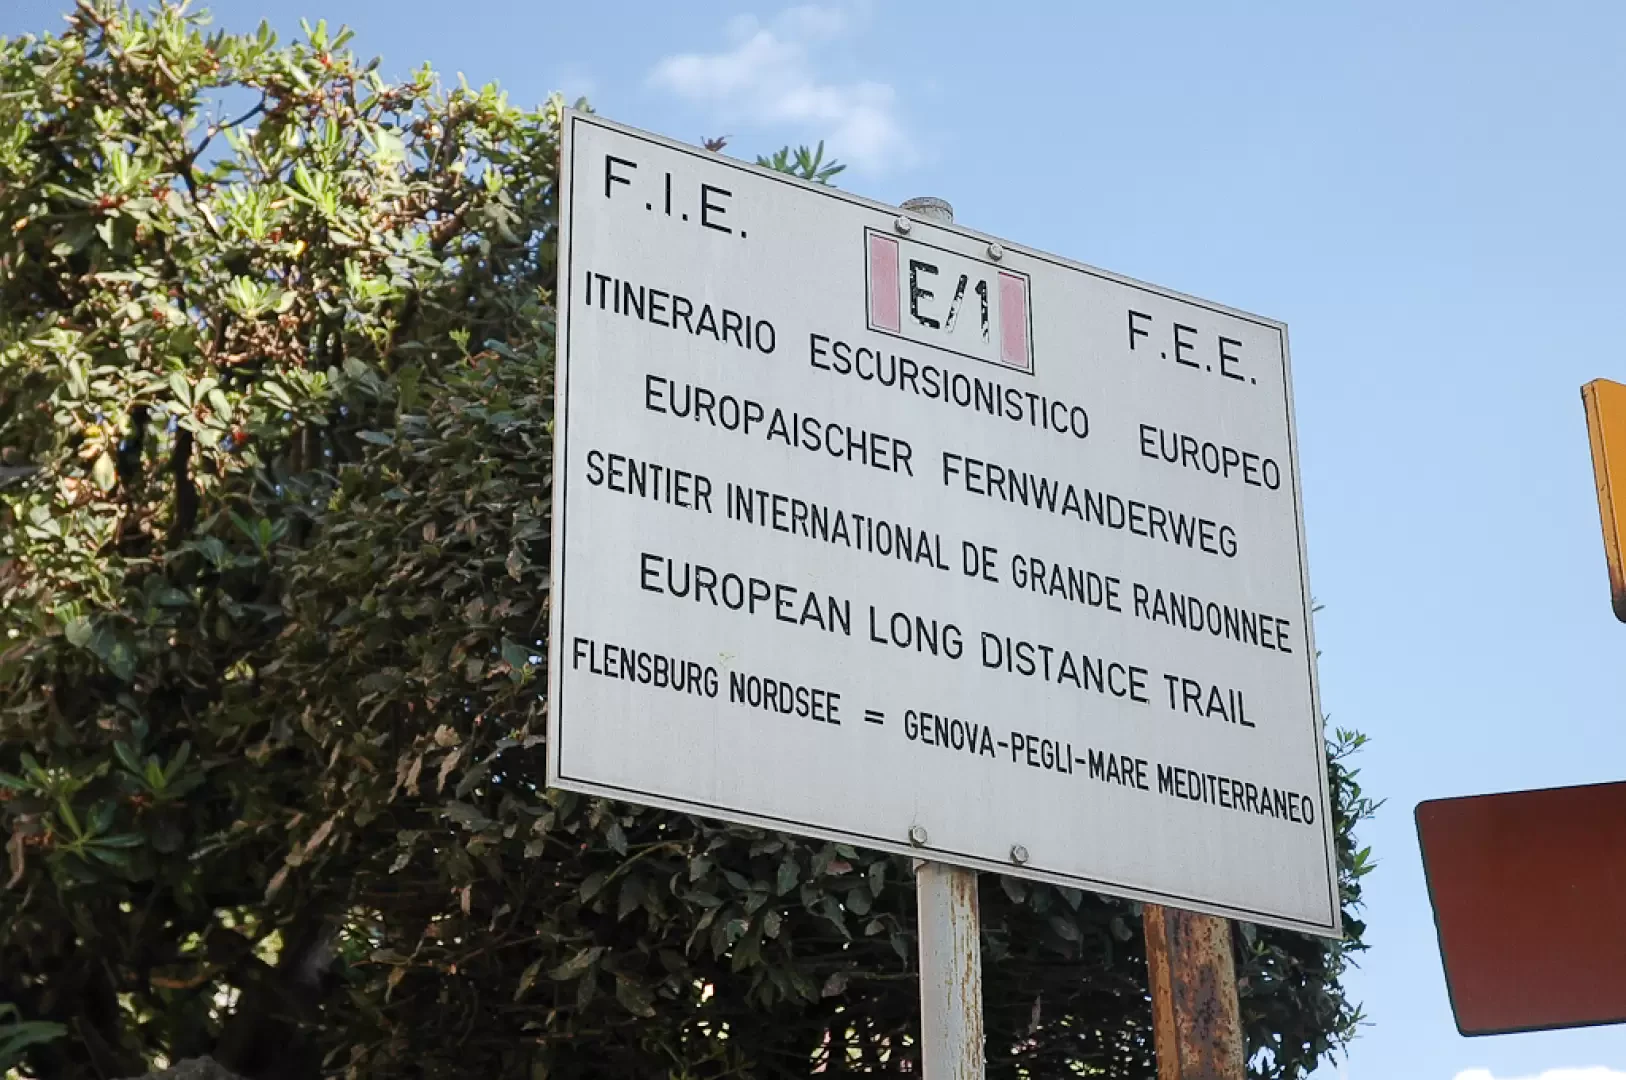 F.I.E.
E/1
F.E.E.
ITINERARIO ESCURSIONISTICO EUROPEO
EUROPAISCHER FERNWANDERWEG
SENTIER INTERNATIONAL DE GRANDE RANDONNEE
EUROPEAN LONG DISTANCE TRAIL
FLENSBURG NORDSEE = GENOVA-PEGLI-MARE MEDITERRANEO